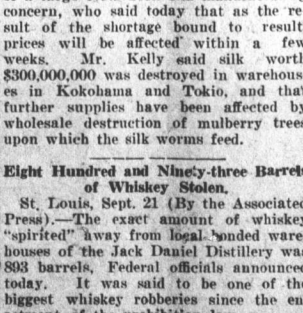 concern, who said today that as the re
sult of the shortage bound to result
prices will be affected within a few
weeks. Mr. Kelly said silk worth
$300,000,000 was destroyed in warehous
es in Kokohama and Tokio, and that
further supplies have been affected by
wholesale destruction of mulberry trees
upon which the silk worms feed.
Eight Hundred and Ninety-three Barrels
of Whiskey Stolen.
St. Louis, Sept. 21 (By the Associated
Press).—The exact amount of whiskey
"spirited" away from local bonded ware-
houses of the Jack Daniel Distillery was
893 barrels, Federal officials announced
today. It was said to be one of the
biggest whiskey robberies since the en